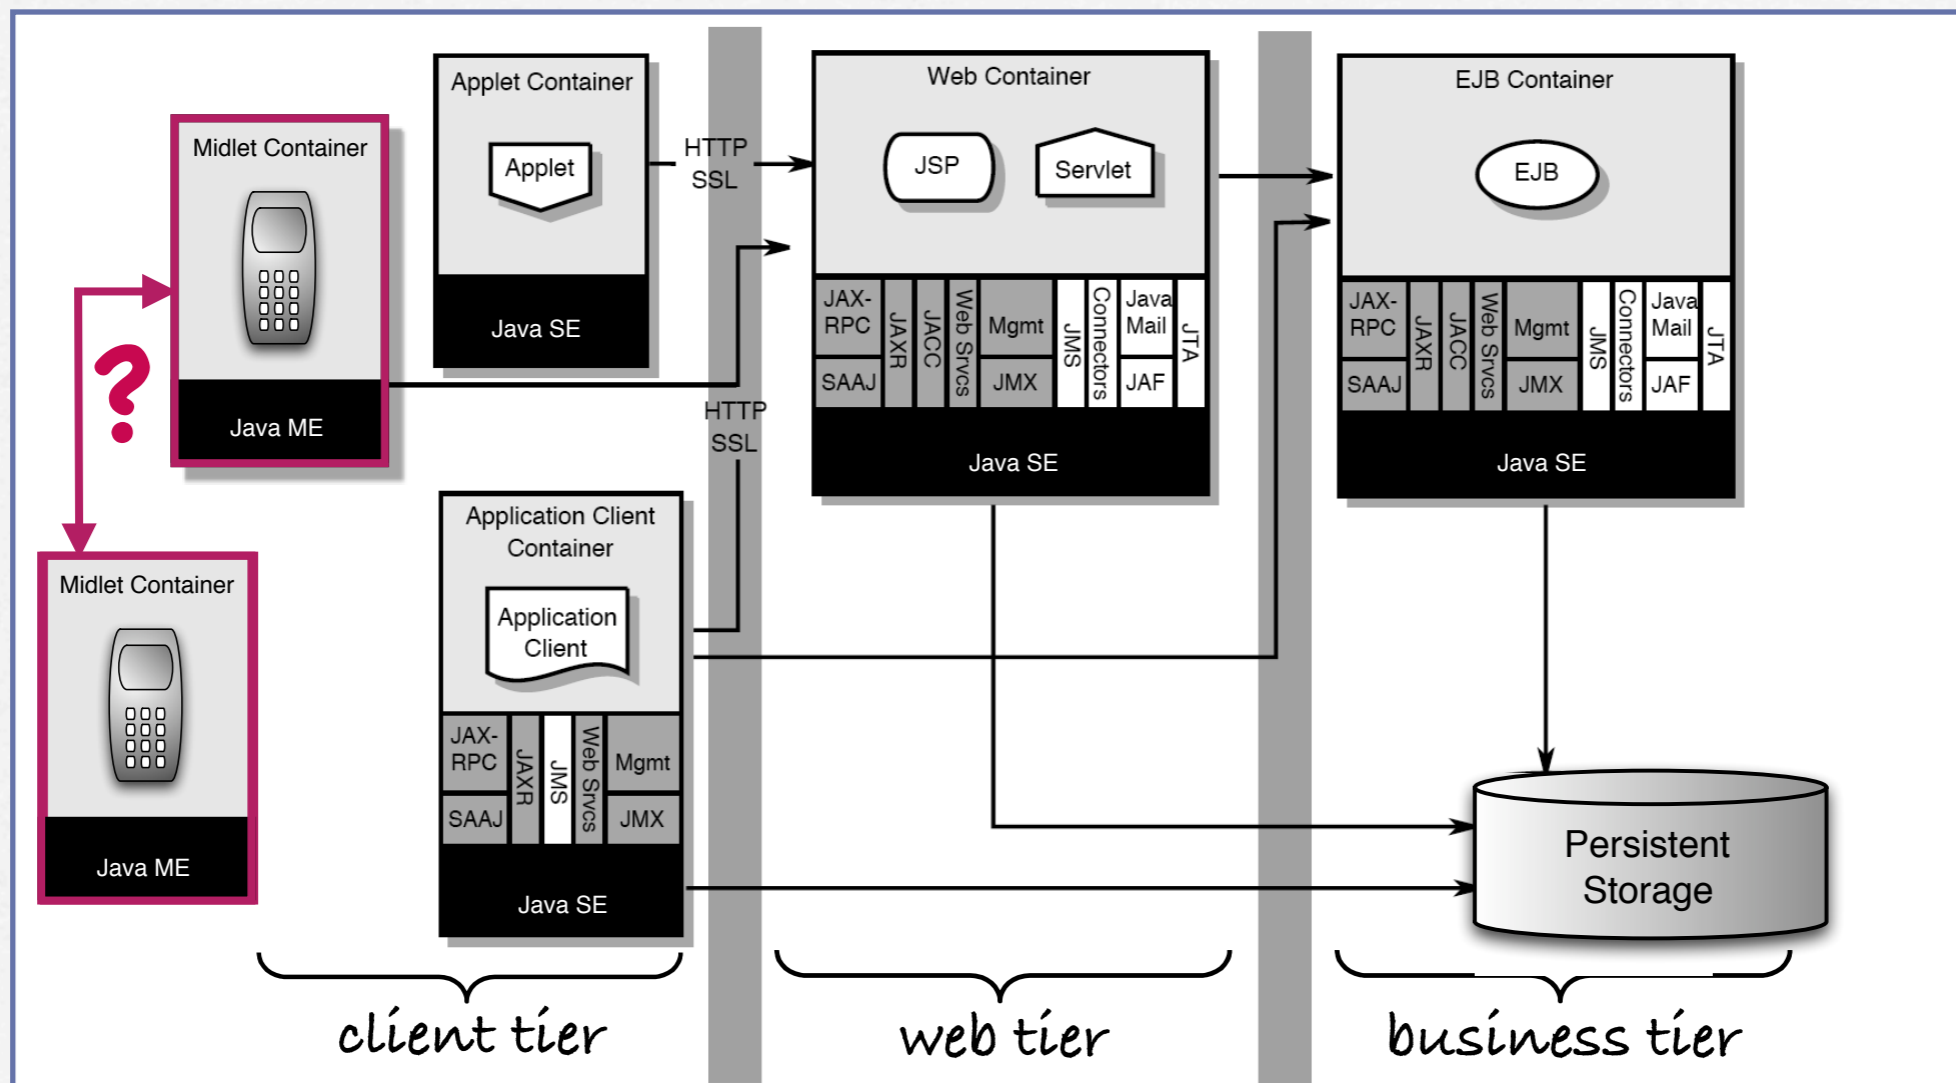 Midlet Container
Java ME
?
Midlet Container
Java ME
Applet Container
Applet
Java SE
HTTP
SSL
HTTP
SSL
Application Client
Container
Application
Client
JAX-
RPC
SAAJ
JAXR
JMS
Web Srvcs
Mgmt
JMX
Java SE
Web Container
JSP
Servlet
JAX-
RPC
SAAJ
JAXR
JACC
Web Srvcs
Mgmt
JMX
JMS
Connectors
Java
Mail
JAF
JTA
Java SE
EJB Container
EJB
JAX-
RPC
SAAJ
JAXR
JACC
Web Srvcs
Mgmt
JMX
JMS
Connectors
Java
Mail
JAF
JTA
Java SE
Persistent
Storage
client tier
web tier
business tier